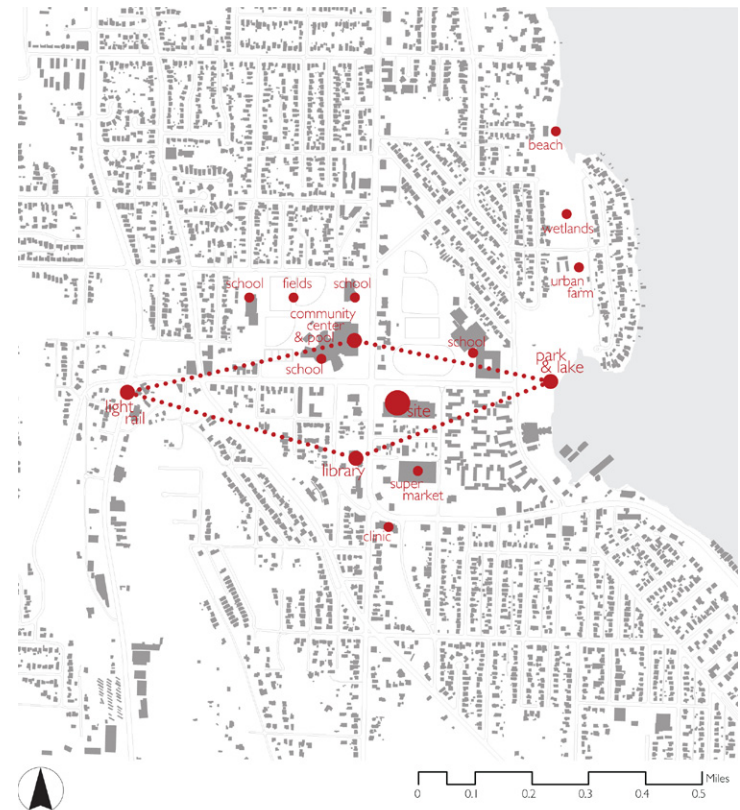 beach
wetlands
urban
farm
school
fields
school
community
center
& pool
school
school
park
& lake
light
rail
site
library
super
market
clinic
Miles
0
0.1
0.2
0.3
0.4
0.5